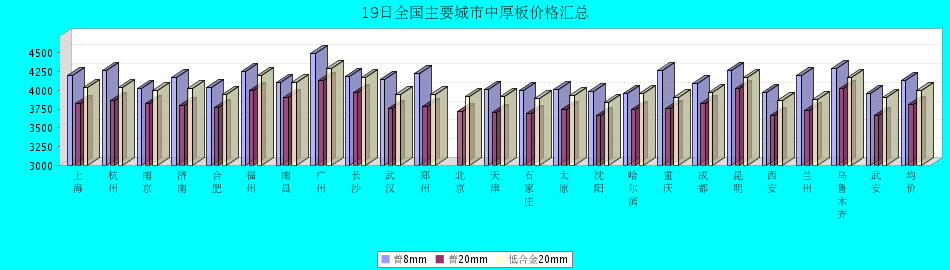 19日全国主要城市中厚板价格汇总
4500
4250
4000
3750
3500
3250
3000
上海 杭州 南京 济南 合肥 福州 南昌 广州 长沙 武汉 郑州 北京 天津 石家庄 太原 沈阳 哈尔滨 重庆 成都 昆明 西安 兰州 乌鲁木齐 武安 均价
普8mm 普20mm 低合金20mm